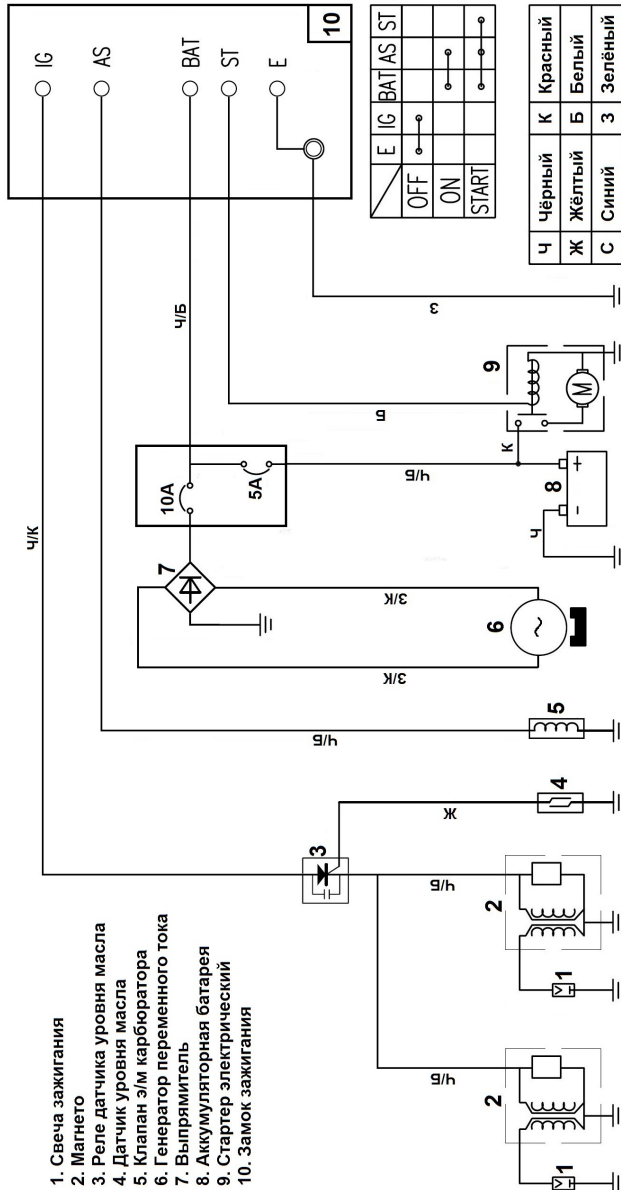 1. Свеча зажигания
2. Магнето
3. Реле датчика уровня масла
4. Датчик уровня масла
5. Клапан э/м карбюратора
6. Генератор переменного тока
7. Выпрямитель
8. Аккумуляторная батарея
9. Стартер электрический
10. Замок зажигания
10
IG
AS
BAT
ST
E
Ч/К
Ч/Б
10А
5А
7
З/К
З/К
6
~
Ч/Б
Б
З
К
Ч/Б
Ч
8
- +
9
М
Ч/Б
5
3
Ж
4
Ч/Б
2
1
Ч/Б
2
1
E IG BAT AS ST
OFF
ON
START
Ч Чёрный К Красный
Ж Жёлтый Б Белый
С Синий З Зелёный